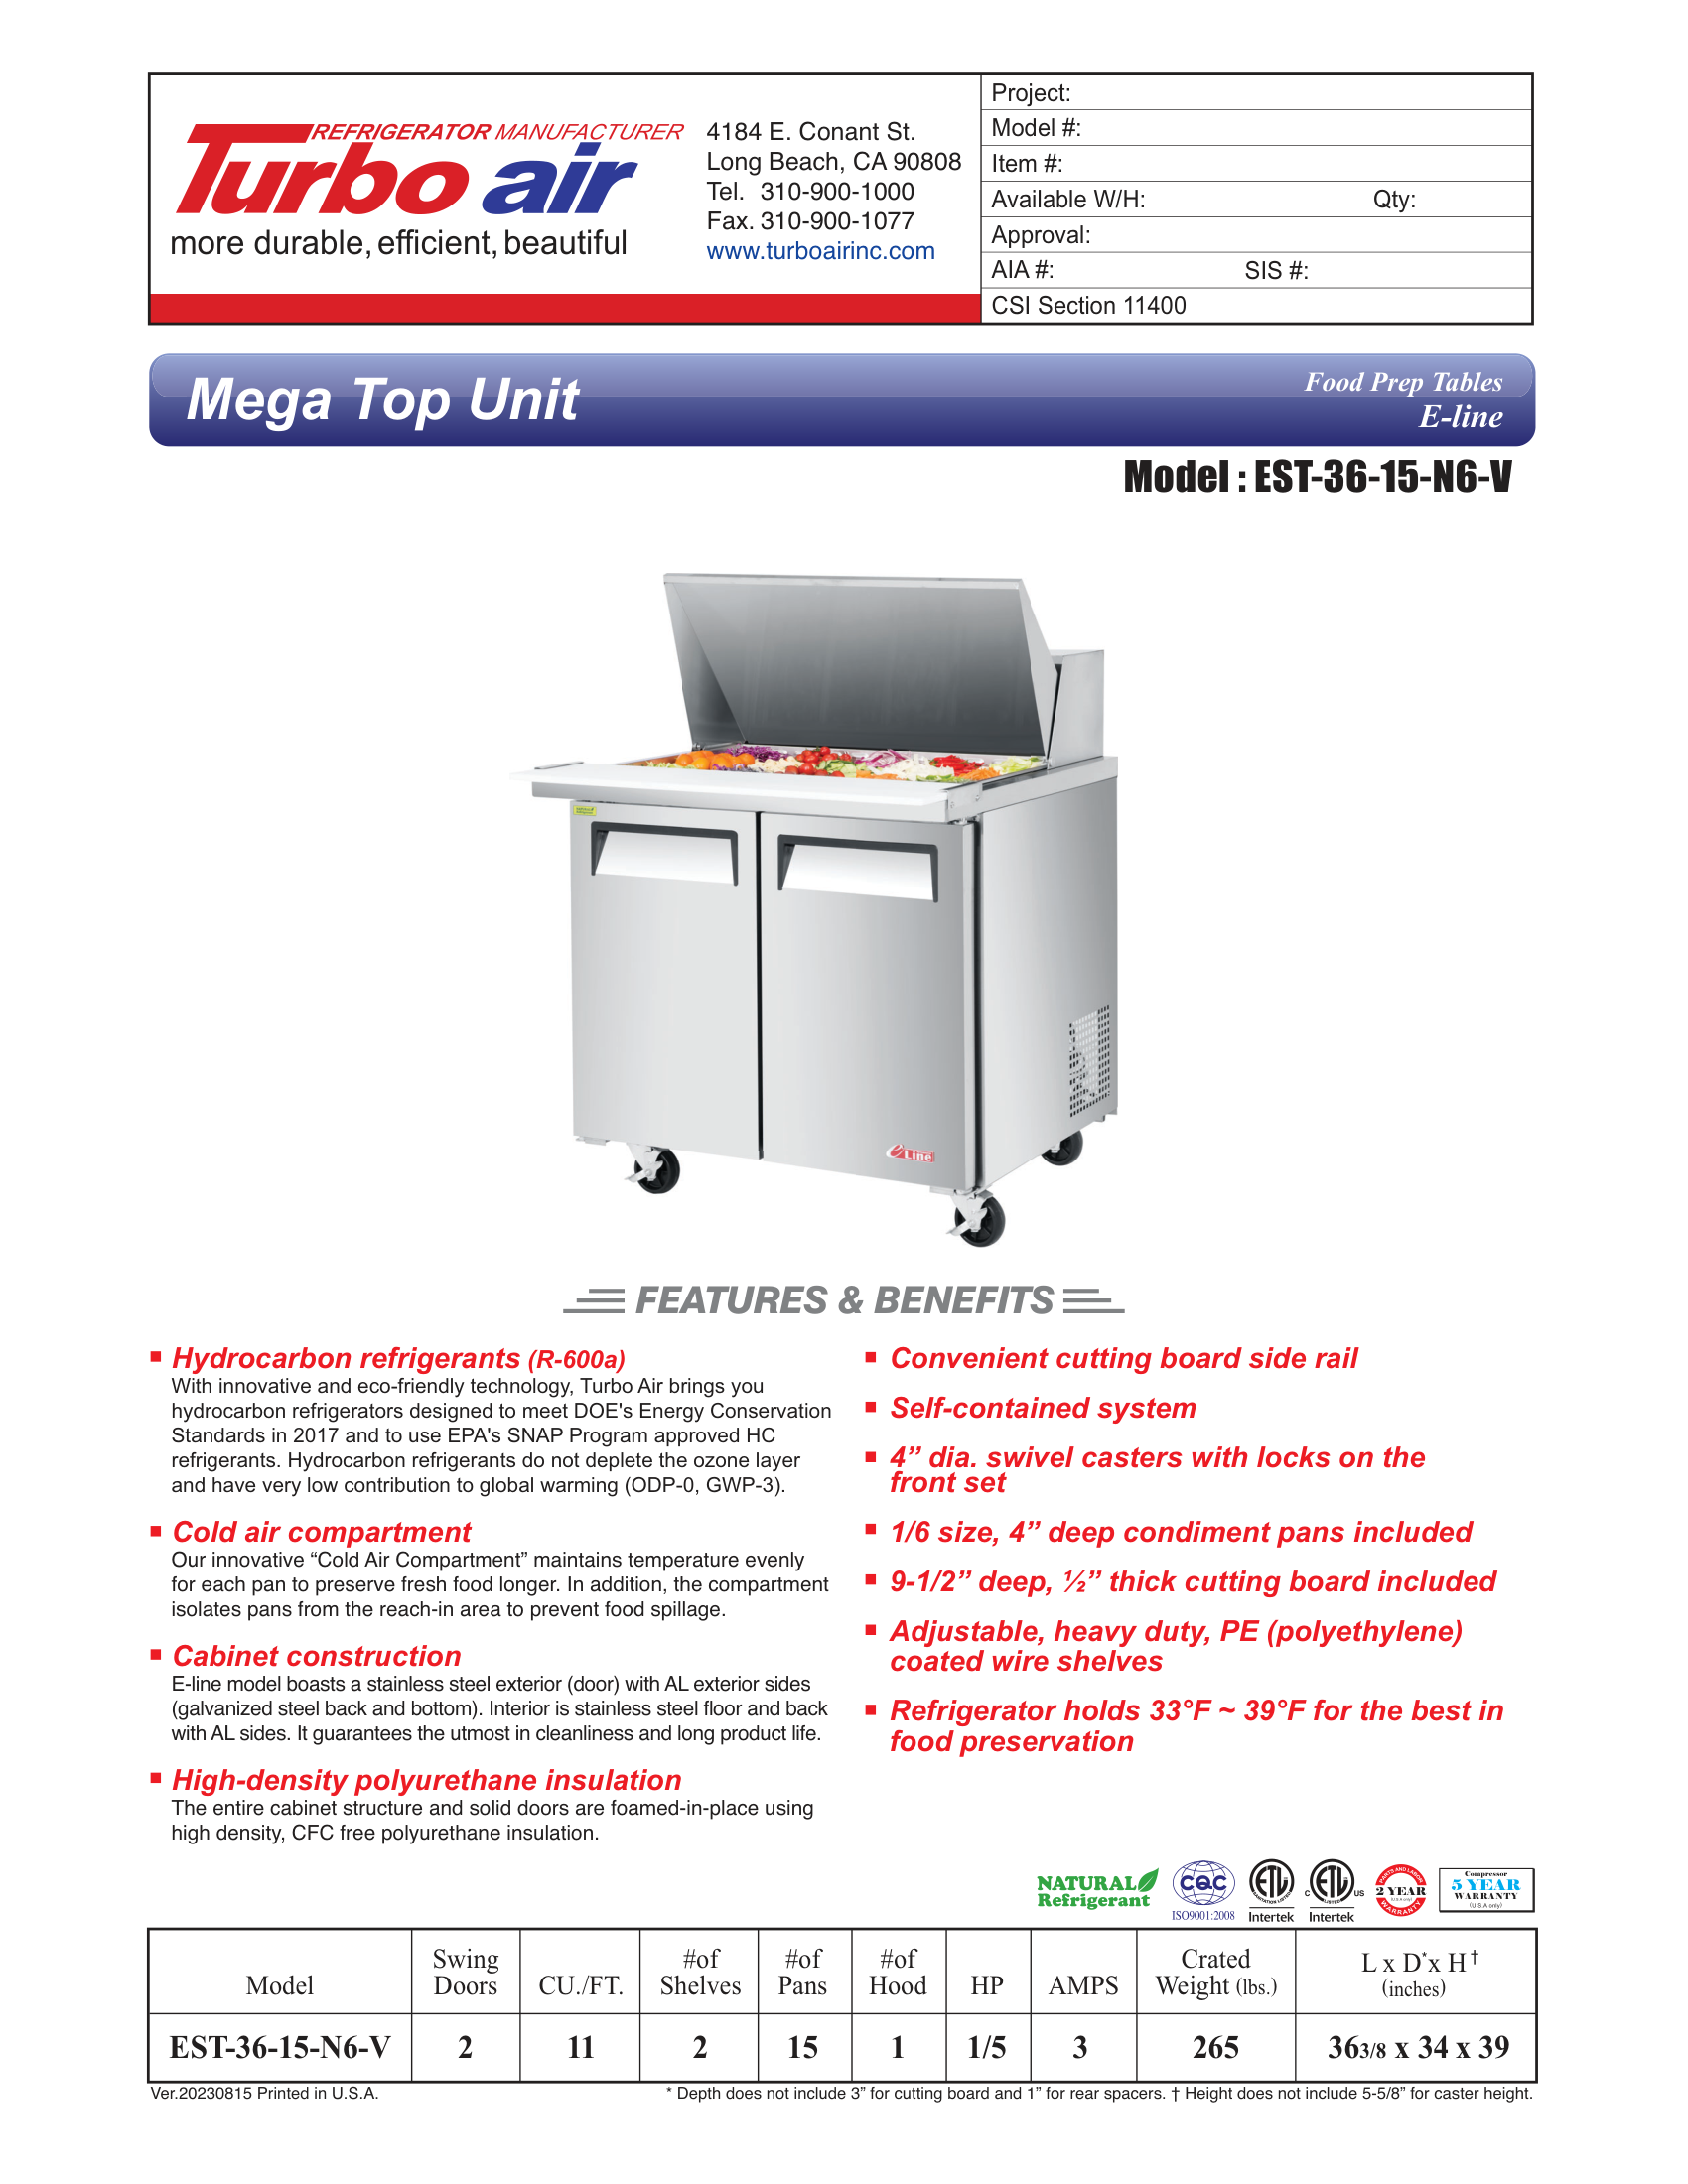 REFRIGERATOR MANUFACTURER
Turbo air
more durable, efficient, beautiful
4184 E. Conant St.
Long Beach, CA 90808
Tel. 310-900-1000
Fax. 310-900-1077
www.turboairinc.com
Project:
Model #:
Item #:
Available W/H: Qty:
Approval:
AIA #: SIS #:
CSI Section 11400
Mega Top Unit
Food Prep Tables
E-line
Model : EST-36-15-N6-V
e Line
FEATURES & BENEFITS
Hydrocarbon refrigerants (R-600a)
With innovative and eco-friendly technology, Turbo Air brings you
hydrocarbon refrigerators designed to meet DOE's Energy Conservation
Standards in 2017 and to use EPA's SNAP Program approved HC
refrigerants. Hydrocarbon refrigerants do not deplete the ozone layer
and have very low contribution to global warming (ODP-0, GWP-3).
Cold air compartment
Our innovative “Cold Air Compartment” maintains temperature evenly
for each pan to preserve fresh food longer. In addition, the compartment
isolates pans from the reach-in area to prevent food spillage.
Cabinet construction
E-line model boasts a stainless steel exterior (door) with AL exterior sides
(galvanized steel back and bottom). Interior is stainless steel floor and back
with AL sides. It guarantees the utmost in cleanliness and long product life.
High-density polyurethane insulation
The entire cabinet structure and solid doors are foamed-in-place using
high density, CFC free polyurethane insulation.
Convenient cutting board side rail
Self-contained system
4” dia. swivel casters with locks on the
front set
1/6 size, 4” deep condiment pans included
9-1/2” deep, ½” thick cutting board included
Adjustable, heavy duty, PE (polyethylene)
coated wire shelves
Refrigerator holds 33°F ~ 39°F for the best in
food preservation
NATURAL
Refrigerant
CQC
ISO9001:2008
ETL
SANITATION LISTED
Intertek
C ETL US
LISTED
Intertek
PARTS AND LABOR
2 YEAR
(U.S.A only)
WARRANTY
Compressor
5 YEAR
WARRANTY
(U.S.A only)
Model Swing Doors CU./FT. #of Shelves #of Pans #of Hood HP AMPS Crated Weight (lbs.) L x D* x H† (inches)
EST-36-15-N6-V 2 11 2 15 1 1/5 3 265 363/8 x 34 x 39
Ver.20230815 Printed in U.S.A.
* Depth does not include 3” for cutting board and 1” for rear spacers. † Height does not include 5-5/8” for caster height.